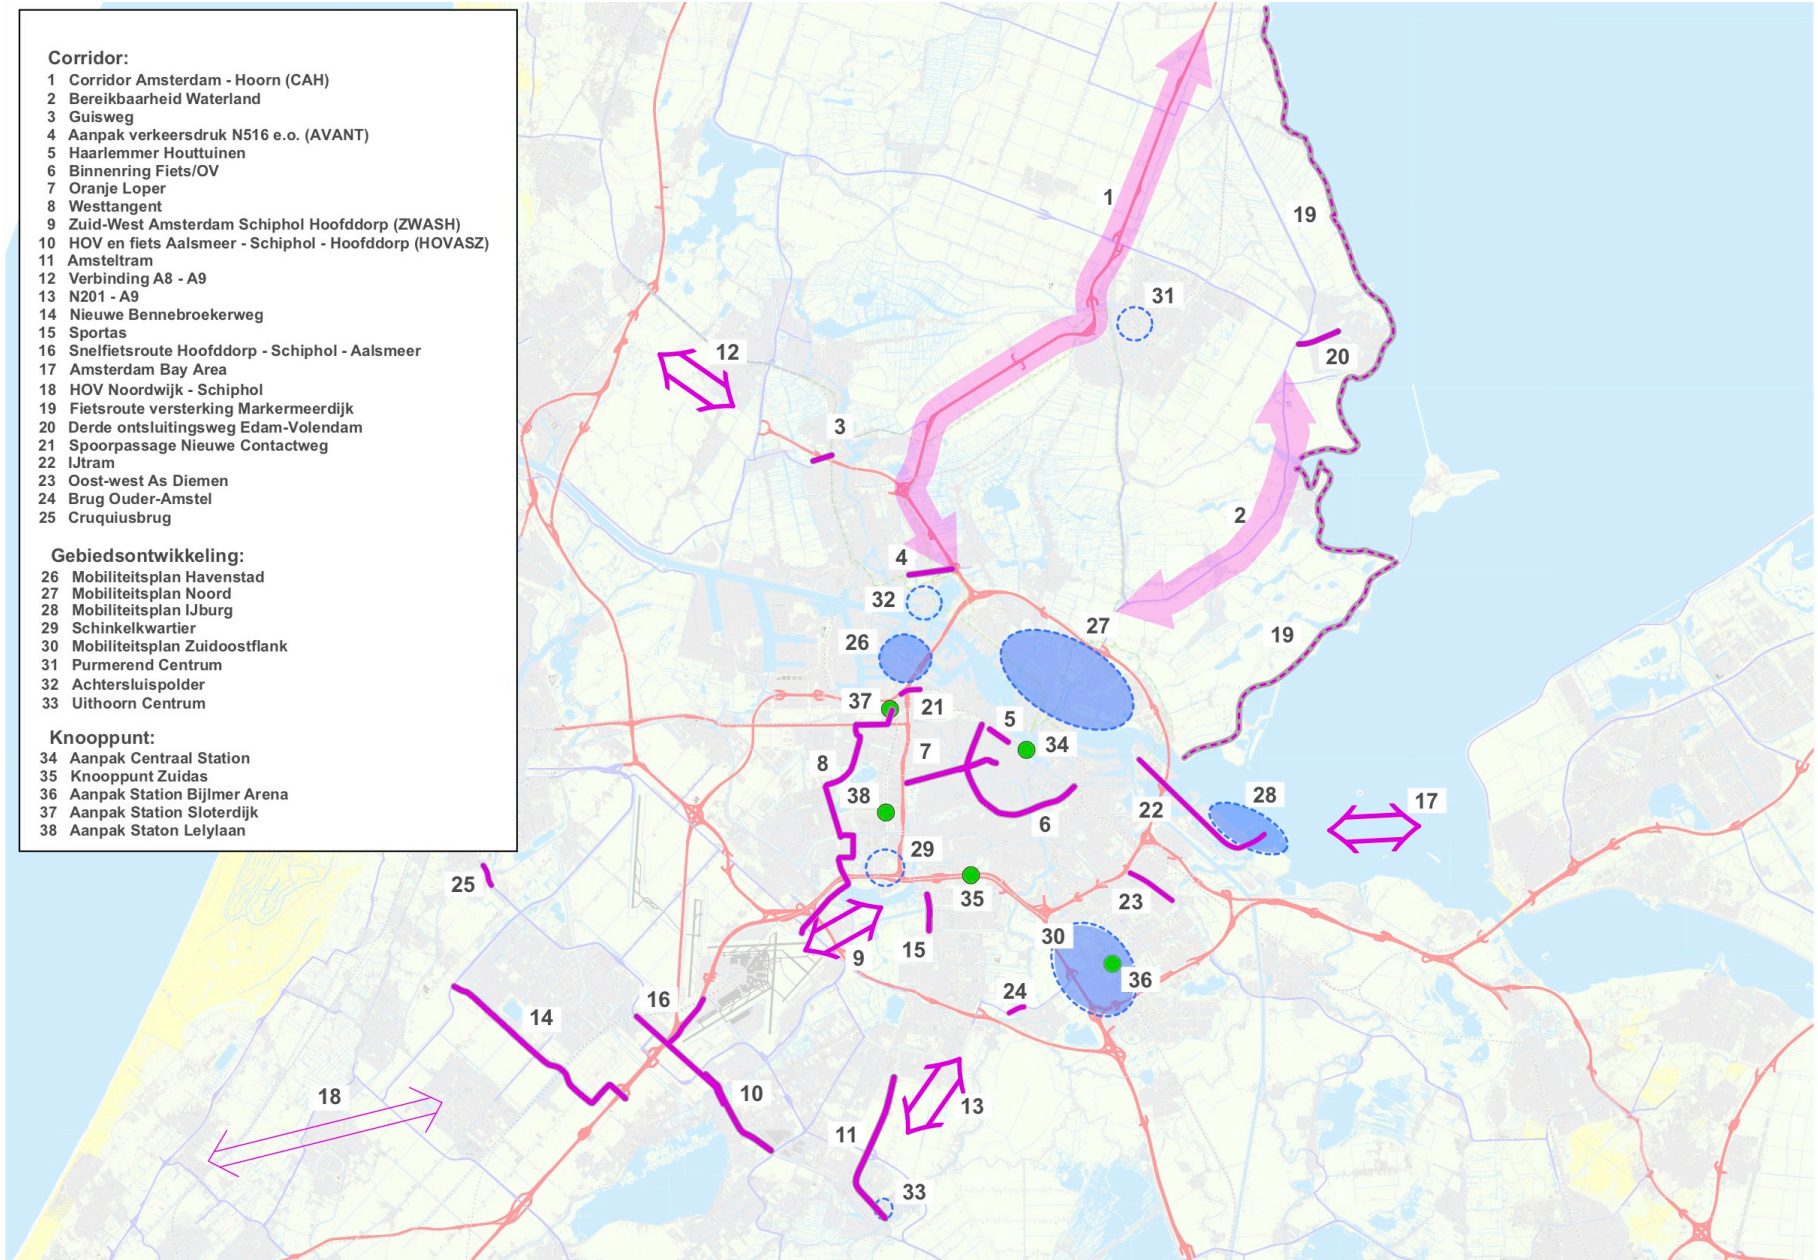 Corridor:
1 Corridor Amsterdam - Hoorn (CAH)
2 Bereikbaarheid Waterland
3 Guisweg
4 Aanpak verkeersdruk N516 e.o. (AVANT)
5 Haarlemmer Houttuinen
6 Binnenring Fiets/OV
7 Oranje Loper
8 Westtangent
9 Zuid-West Amsterdam Schiphol Hoofddorp (ZWASH)
10 HOV en fiets Aalsmeer - Schiphol - Hoofddorp (HOVASZ)
11 Amsteltram
12 Verbinding A8 - A9
13 N201 - A9
14 Nieuwe Bennebroekerweg
15 Sportas
16 Snelfietsroute Hoofddorp - Schiphol - Aalsmeer
17 Amsterdam Bay Area
18 HOV Noordwijk - Schiphol
19 Fietsroute versterking Markermeerdijk
20 Derde ontsluitingsweg Edam-Volendam
21 Spoorpassage Nieuwe Contactweg
22 IJtram
23 Oost-west As Diemen
24 Brug Ouder-Amstel
25 Cruquiusbrug
Gebiedsontwikkeling:
26 Mobiliteitsplan Havenstad
27 Mobiliteitsplan Noord
28 Mobiliteitsplan IJburg
29 Schinkelkwartier
30 Mobiliteitsplan Zuidoostflank
31 Purmerend Centrum
32 Achtersluispolder
33 Uithoorn Centrum
Knooppunt:
34 Aanpak Centraal Station
35 Knooppunt Zuidas
36 Aanpak Station Bijlmer Arena
37 Aanpak Station Sloterdijk
38 Aanpak Staton Lelylaan
1
19
31
12
20
3
2
4
32
27
19
26
37
21
5
34
7
8
38
22
28
17
6
29
25
35
23
15
30
9
36
16
24
14
18
10
13
11
33